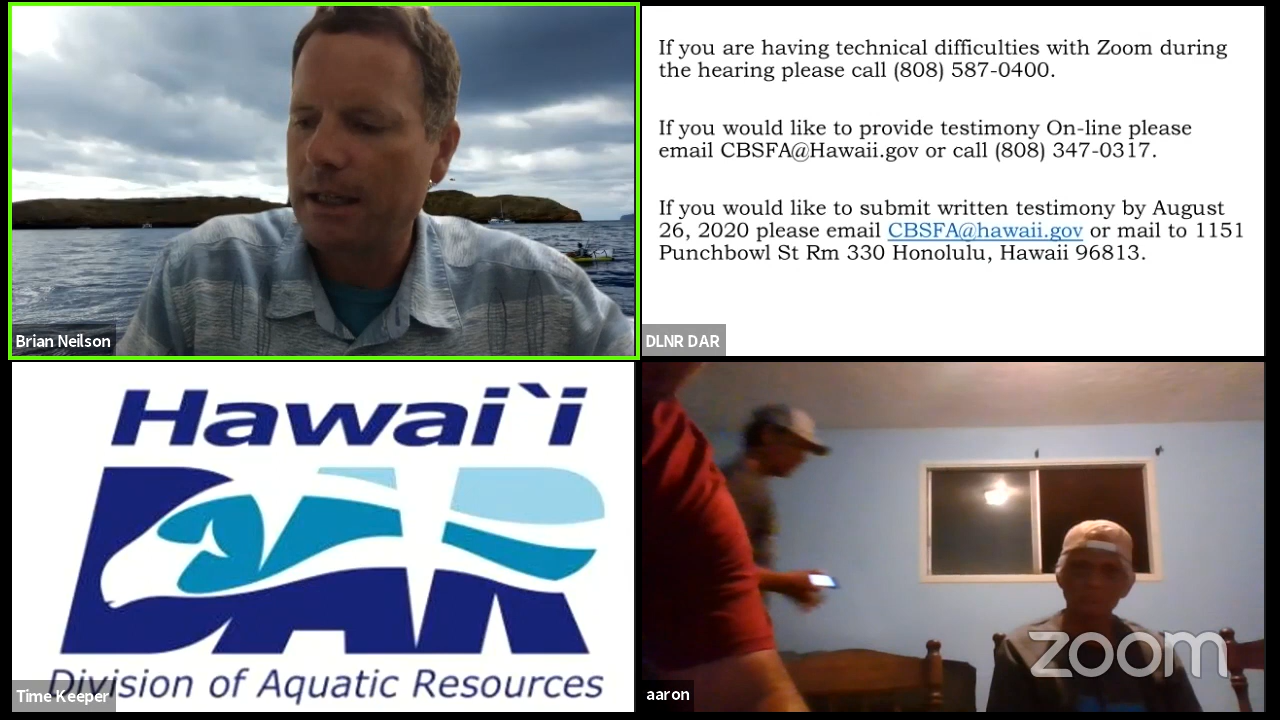 If you are having technical difficulties with Zoom during
the hearing please call (808) 587-0400.
If you would like to provide testimony On-line please
email CBSFA@Hawaii.gov or call (808) 347-0317.
If you would like to submit written testimony by August
26, 2020 please email CBSFA@hawaii.gov or mail to 1151
Punchbowl St Rm 330 Honolulu, Hawaii 96813.
Brian Neilson
DLNR DAR
Hawai`i
DAR
Division of Aquatic Resources
Time Keeper
aaron
zoom